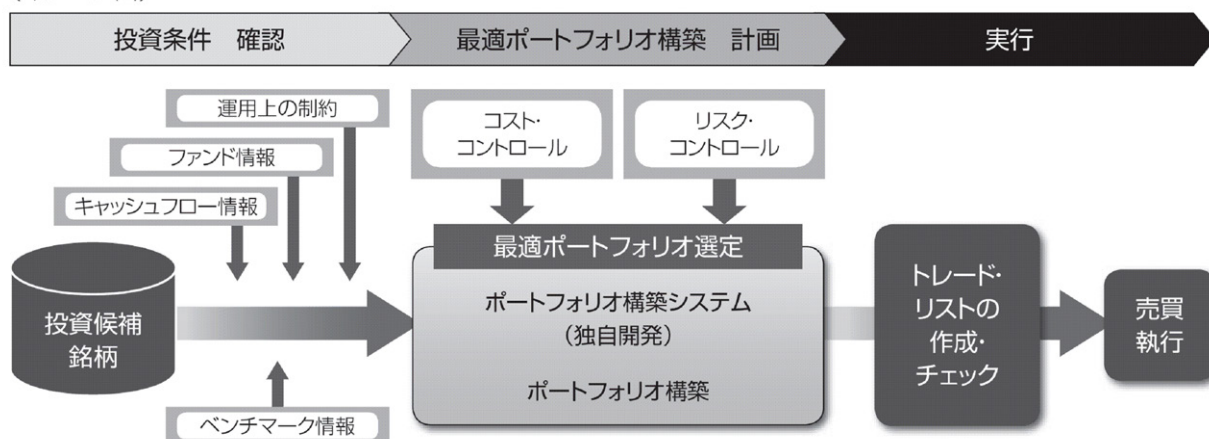 投資条件 確認
最適ポートフォリオ構築 計画
実行
運用上の制約
ファンド情報
キャッシュフロー情報
コスト・
コントロール
リスク・
コントロール
投資候補
銘柄
ベンチマーク情報
最適ポートフォリオ選定
ポートフォリオ構築システム
（独自開発）
ポートフォリオ構築
トレード・
リストの
作成・
チェック
売買
執行